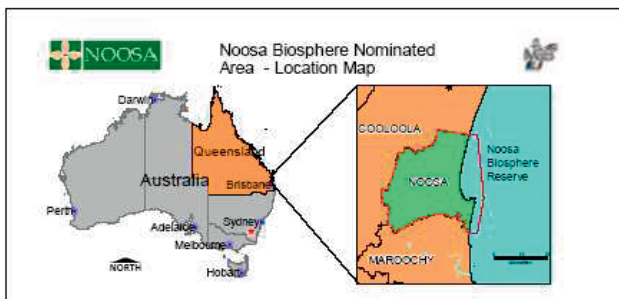 NOOSA
Noosa Biosphere Nominated
Area - Location Map
Darwin
Queensland
Australia
Brisbane
Perth
Sydney
Adelaide
Melbourne
Hobart
NORTH
COOLOOLA
NOOSA
Noosa
Biosphere
Reserve
MAROOCHY